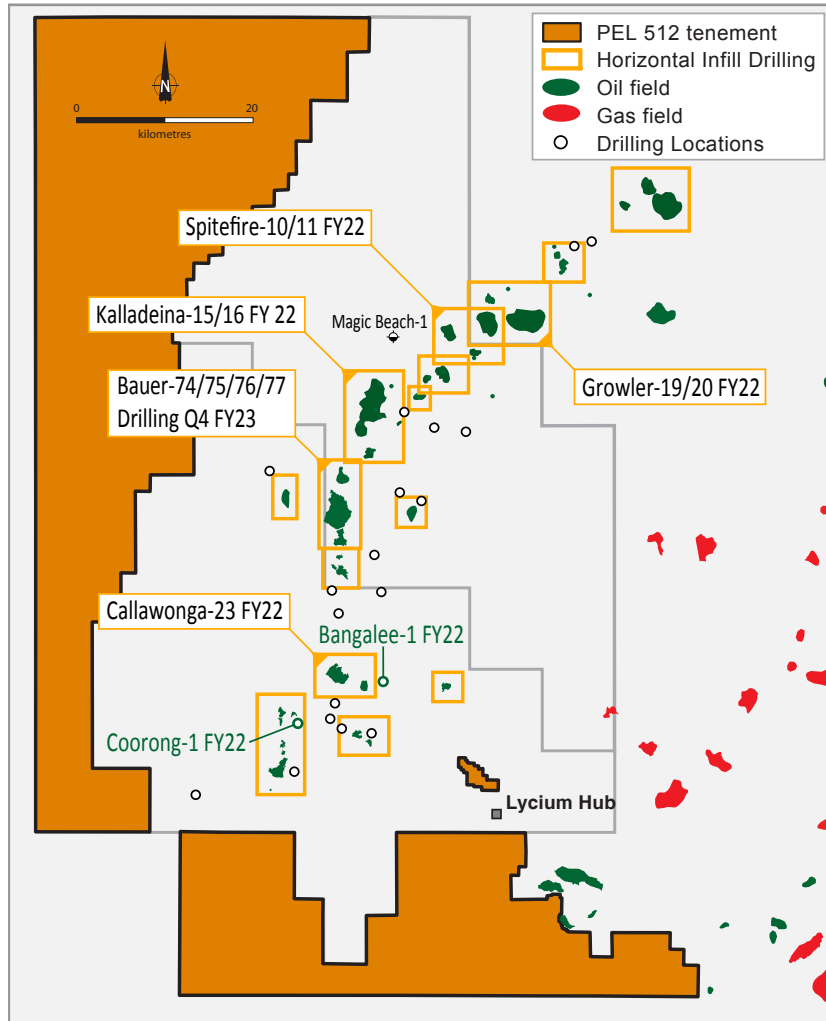 PEL 512 tenement
Horizontal Infill Drilling
Oil field
Gas field
Drilling Locations
N
0
20
kilometres
Spitefire-10/11 FY22
Kalladeina-15/16 FY 22
Magic Beach-1
Bauer-74/75/76/77
Drilling Q4 FY23
Growler-19/20 FY22
Callawonga-23 FY22
Bangalee-1 FY22
Coorong-1 FY22
Lycium Hub